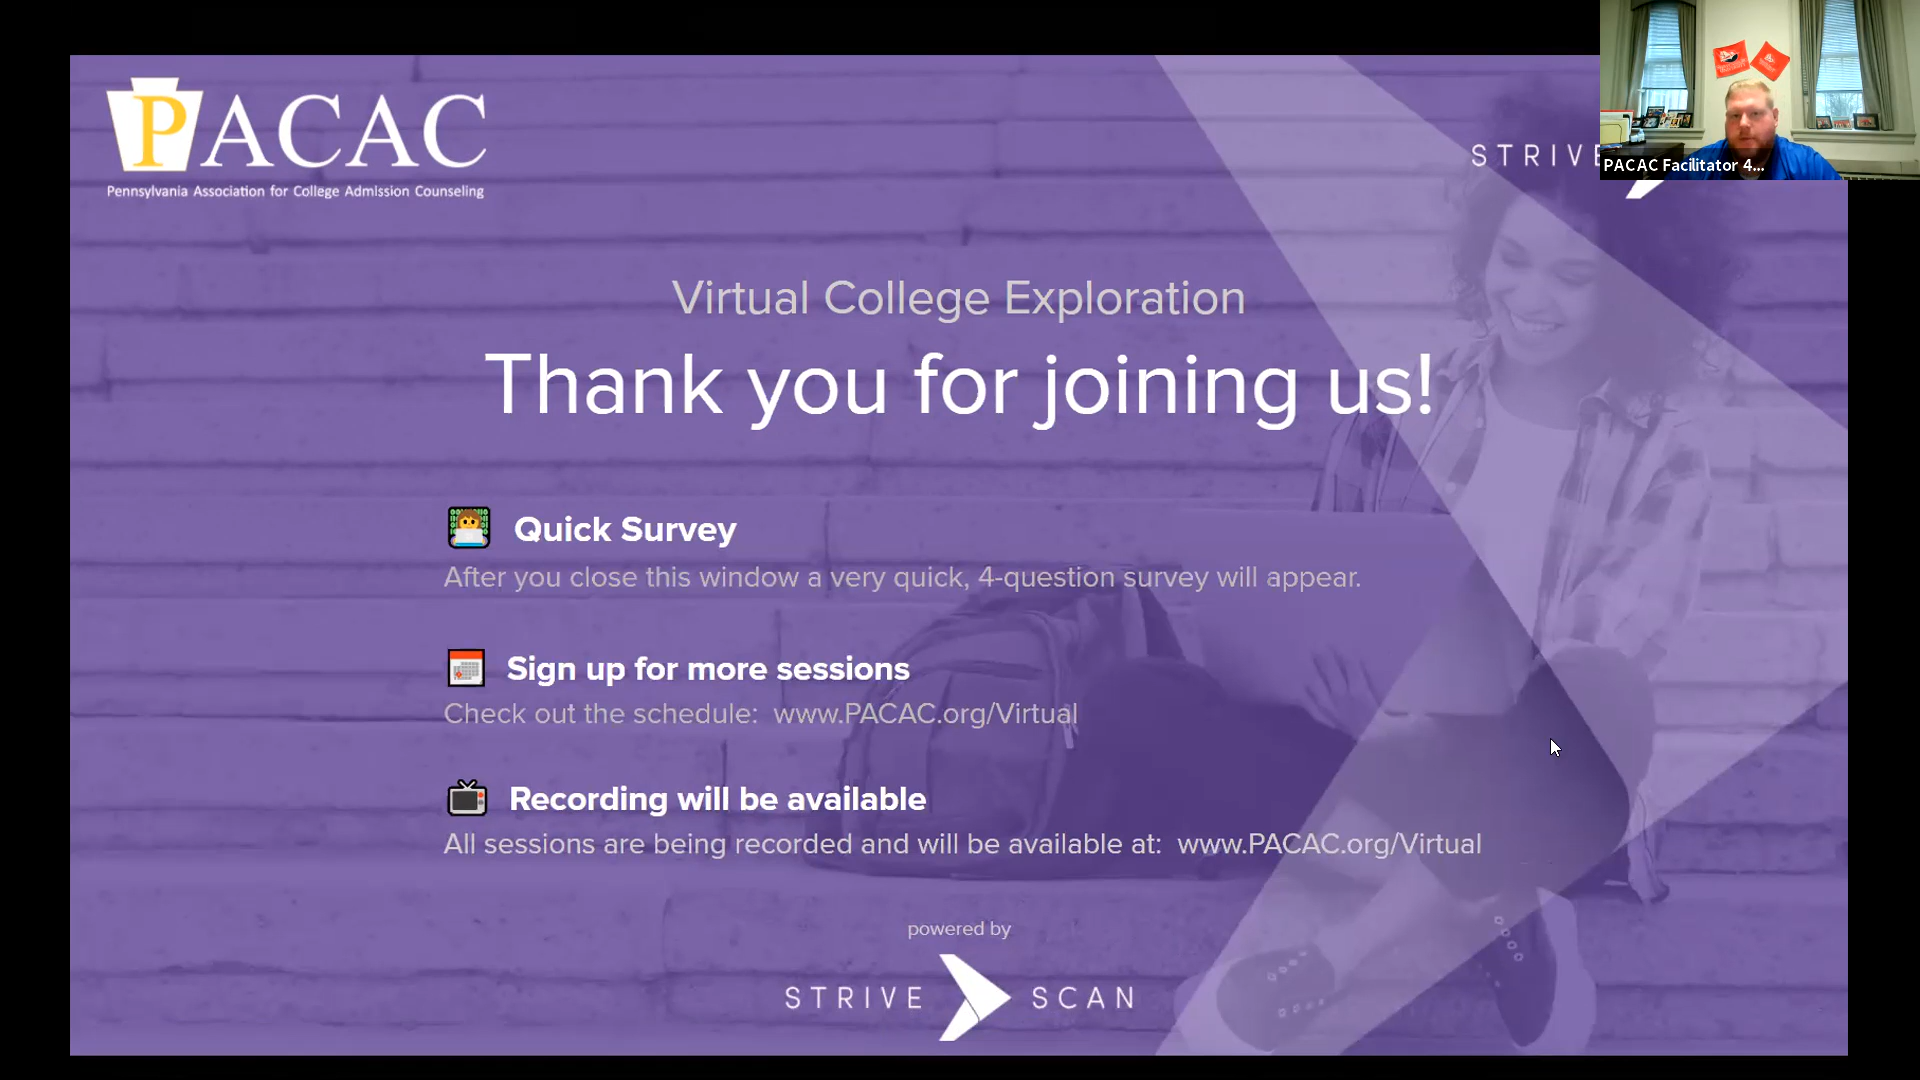 PACAC
Pennsylvania Association for College Admission Counseling
STRIVE
PACAC Facilitator 4...
Virtual College Exploration
Thank you for joining us!
Quick Survey
After you close this window a very quick, 4-question survey will appear.
Sign up for more sessions
Check out the schedule: www.PACAC.org/Virtual
Recording will be available
All sessions are being recorded and will be available at: www.PACAC.org/Virtual
powered by
STRIVE SCAN